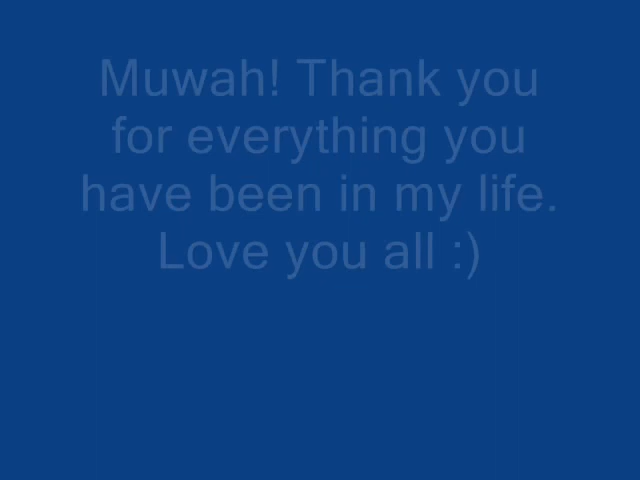 Muwah! Thank you
for everything you
have been in my life.
Love you all :)